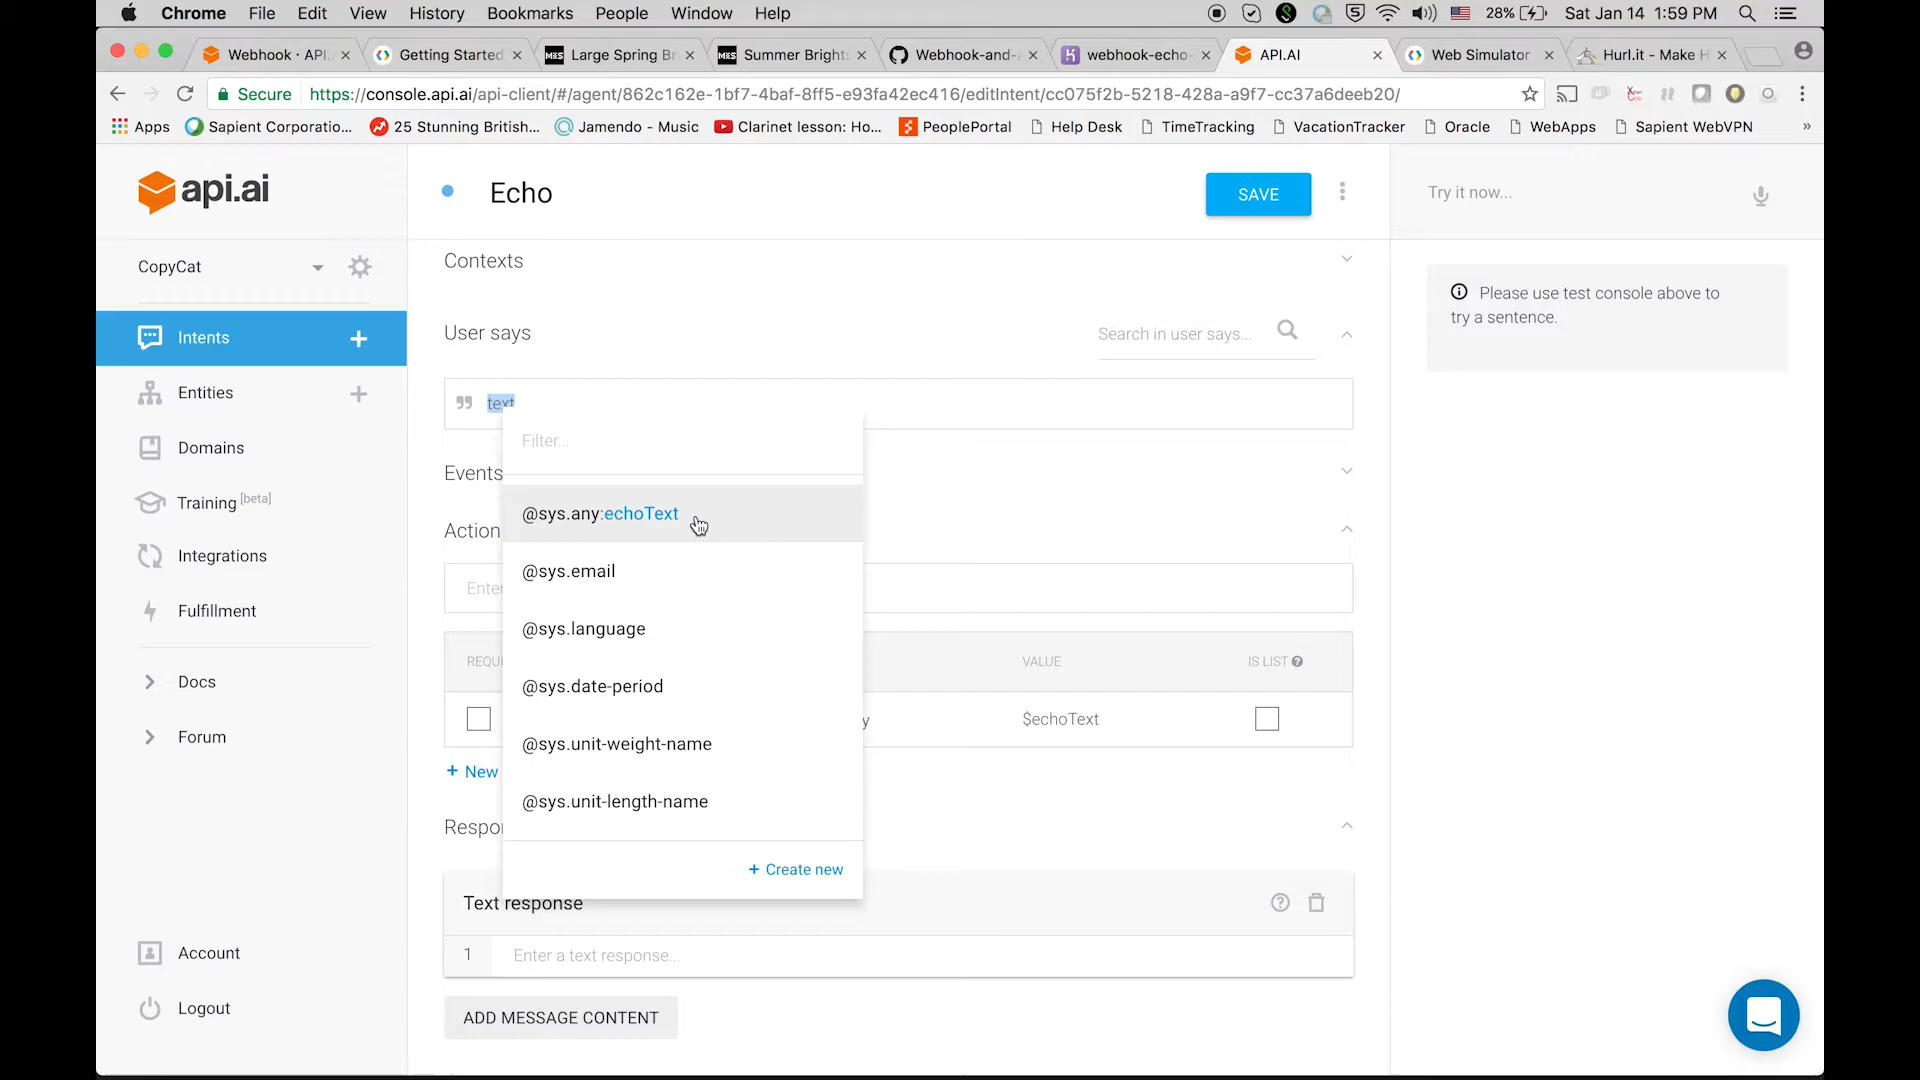 Chrome File Edit View History Bookmarks People Window Help 28% Sat Jan 14 1:59 PM
Webhook · API. Getting Started Large Spring Br Summer Brights Webhook-and- webhook-echo- API.AI Web Simulator Hurl.it - Make H
Secure https://console.api.ai/api-client/#/agent/862c162e-1bf7-4baf-8ff5-e93fa42ec416/editIntent/cc075f2b-5218-428a-a9f7-cc37a6deeb20/
Apps Sapient Corporatio... 25 Stunning British... Jamendo - Music Clarinet lesson: Ho... PeoplePortal Help Desk TimeTracking VacationTracker Oracle WebApps Sapient WebVPN »
api.ai
Echo
SAVE
Try it now...
CopyCat
Contexts
Please use test console above to
try a sentence.
Intents +
User says
Search in user says...
Entities +
text
Filter...
Domains
Events
Training [beta]
@sys.any:echoText
Action
Integrations
@sys.email
Enter
Fulfillment
@sys.language
REQU
VALUE
IS LIST
Docs
@sys.date-period
y
$echoText
Forum
@sys.unit-weight-name
+ New
@sys.unit-length-name
Respon
+ Create new
Text response
1 Enter a text response...
Account
Logout
ADD MESSAGE CONTENT